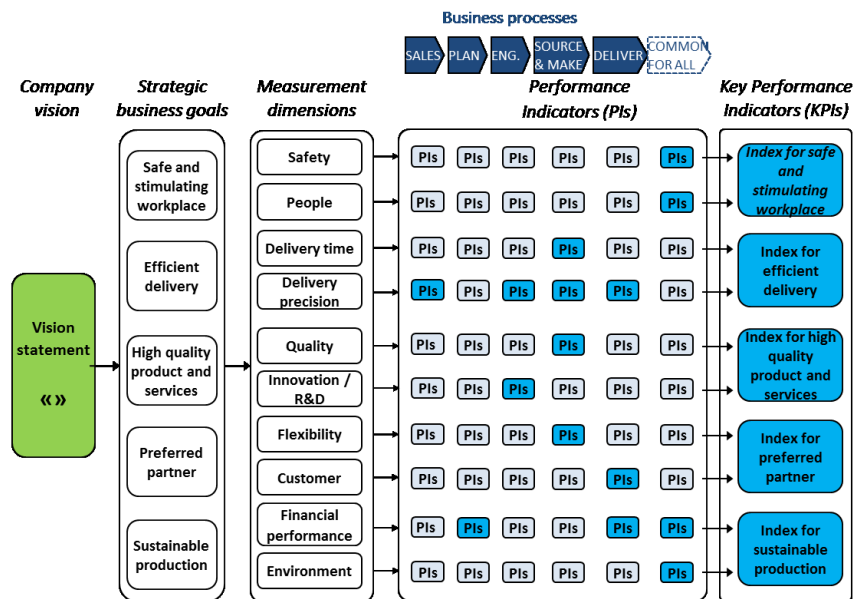 Business processes
SALES PLAN ENG. SOURCE & MAKE DELIVER COMMON FOR ALL
Company vision
Strategic business goals
Measurement dimensions
Performance Indicators (PIs)
Key Performance Indicators (KPIs)
Vision statement
«»
Safe and stimulating workplace
Efficient delivery
High quality product and services
Preferred partner
Sustainable production
Safety PIs PIs PIs PIs PIs PIs
People PIs PIs PIs PIs PIs PIs
Delivery time PIs PIs PIs PIs PIs PIs
Delivery precision PIs PIs PIs PIs PIs PIs
Quality PIs PIs PIs PIs PIs PIs
Innovation / R&D PIs PIs PIs PIs PIs PIs
Flexibility PIs PIs PIs PIs PIs PIs
Customer PIs PIs PIs PIs PIs PIs
Financial performance PIs PIs PIs PIs PIs PIs
Environment PIs PIs PIs PIs PIs PIs
Index for safe and stimulating workplace
Index for efficient delivery
Index for high quality product and services
Index for preferred partner
Index for sustainable production